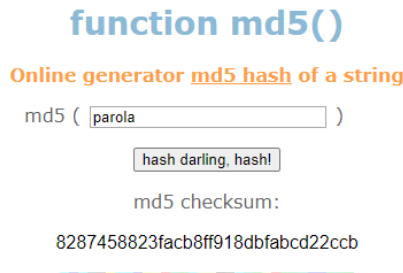 function md5()
Online generator md5 hash of a string
md5 ( parola )
hash darling, hash!
md5 checksum:
8287458823facb8ff918dbfabcd22ccb